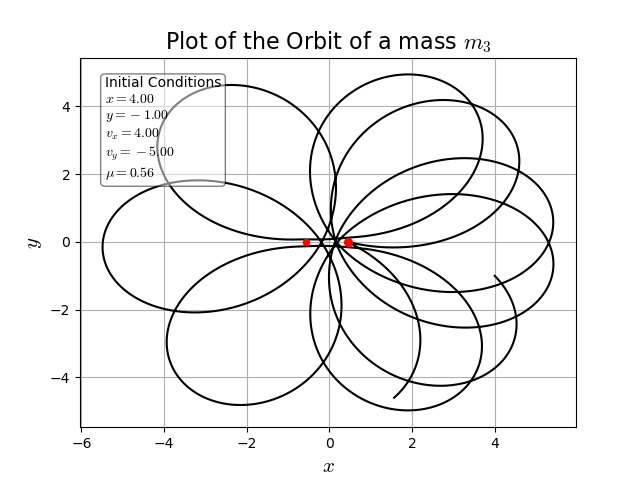 Plot of the Orbit of a mass m₃
Initial Conditions
x = 4.00
y = −1.00
vₓ = 4.00
v_y = −5.00
μ = 0.56
y
4
2
0
−2
−4
−6 −4 −2 0 2 4
x